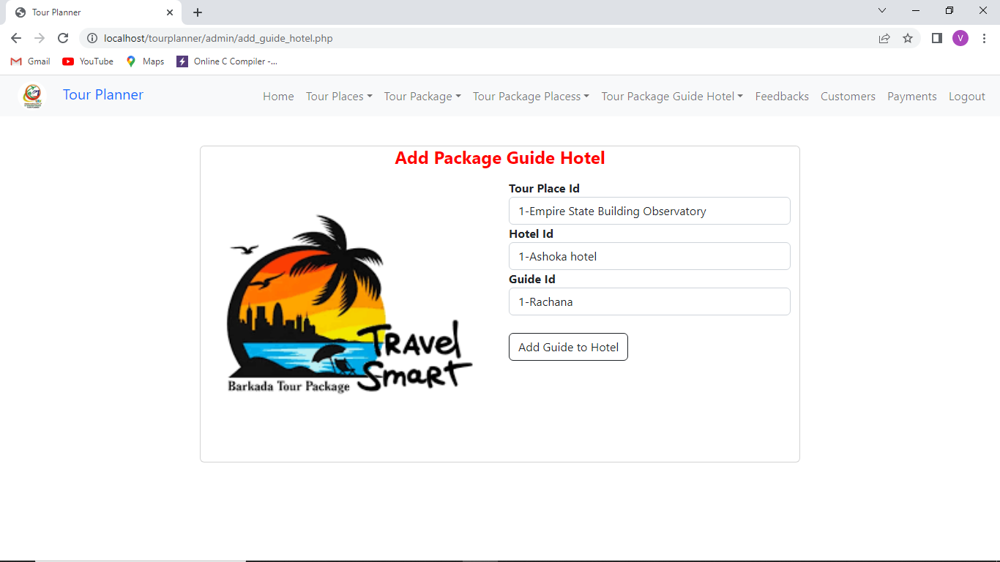 Tour Planner
localhost/tourplanner/admin/add_guide_hotel.php
V
Gmail YouTube Maps Online C Compiler -...
Tour Planner Home Tour Places Tour Package Tour Package Placess Tour Package Guide Hotel Feedbacks Customers Payments Logout
Add Package Guide Hotel
Tour Place Id
1-Empire State Building Observatory
Hotel Id
1-Ashoka hotel
Guide Id
1-Rachana
Add Guide to Hotel
Travel
Smart
Barkada Tour Package